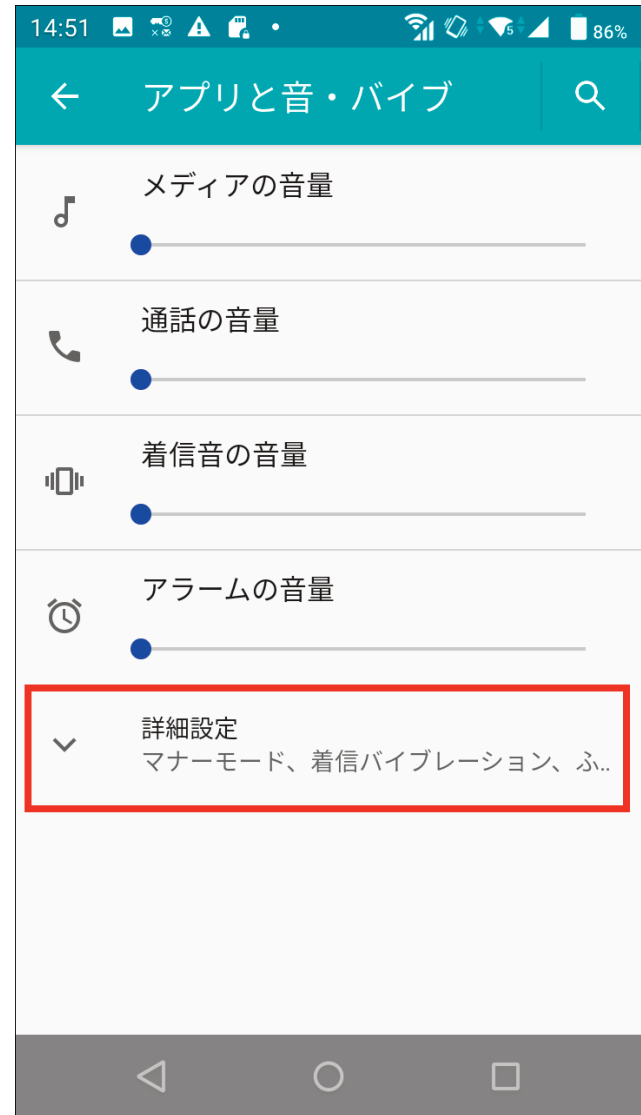 14:51
5
86%
アプリと音・バイブ
メディアの音量
通話の音量
着信音の音量
アラームの音量
詳細設定
マナーモード、着信バイブレーション、ふ..